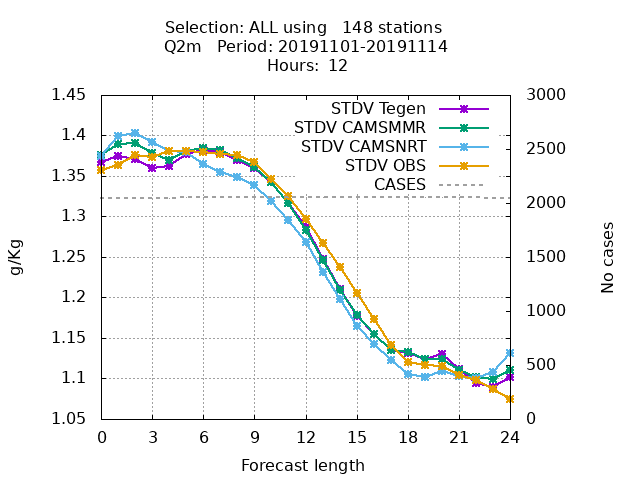 Selection: ALL using   148 stations
Q2m   Period: 20191101-20191114
Hours: 12
STDV Tegen
STDV CAMSMMR
STDV CAMSNRT
STDV OBS
CASES
1.45
1.4
1.35
1.3
1.25
1.2
1.15
1.1
1.05
g/Kg
3000
2500
2000
1500
1000
500
0
No cases
0 3 6 9 12 15 18 21 24
Forecast length